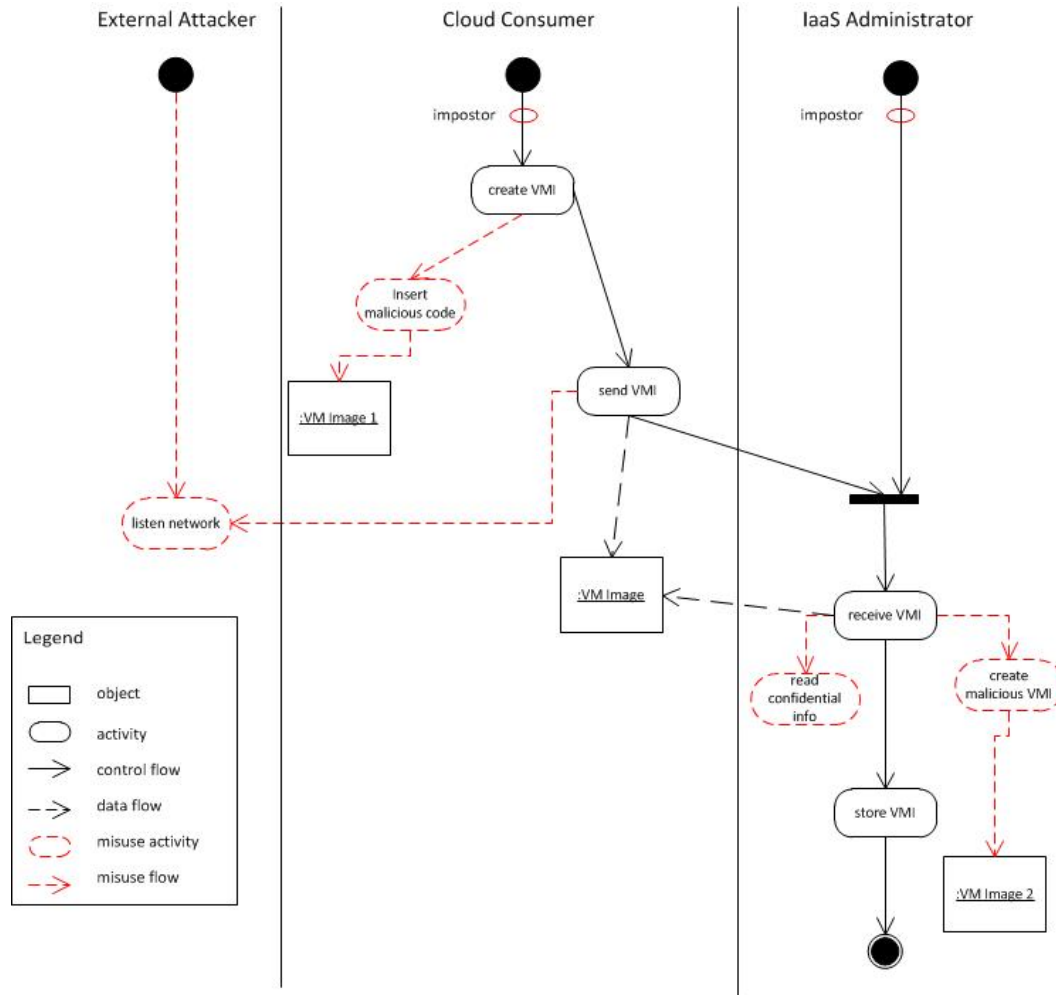 External Attacker
Cloud Consumer
IaaS Administrator
impostor
impostor
create VMI
Insert
malicious code
:VM Image 1
send VMI
listen network
:VM Image
receive VMI
read
confidential
info
create
malicious VMI
store VMI
:VM Image 2
Legend
object
activity
control flow
data flow
misuse activity
misuse flow